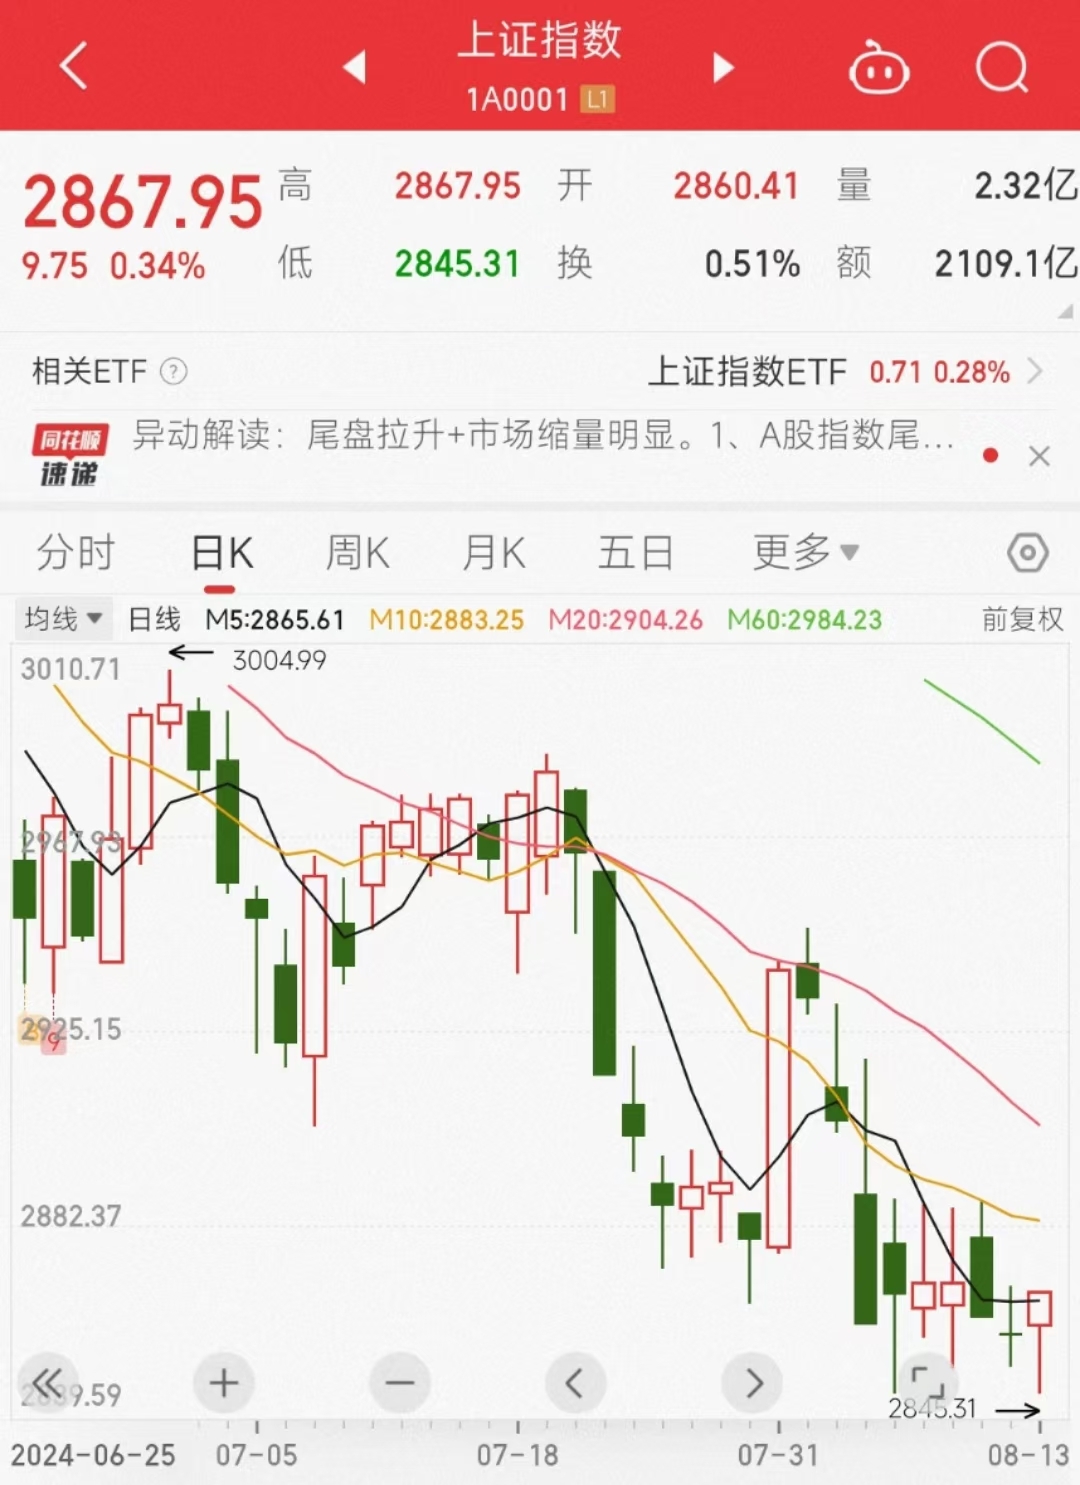 上证指数
1A0001 L1
2867.95 高 2867.95 开 2860.41 量 2.32亿
9.75 0.34% 低 2845.31 换 0.51% 额 2109.1亿
相关ETF ? 上证指数ETF 0.71 0.28%
同花顺 异动解读：尾盘拉升+市场缩量明显。1、A股指数尾...
速递
分时 日K 周K 月K 五日 更多
均线 日线 M5:2865.61 M10:2883.25 M20:2904.26 M60:2984.23 前复权
3010.71 3004.99
2967.93
2925.15
9
2882.37
2839.59 2845.31
2024-06-25 07-05 07-18 07-31 08-13